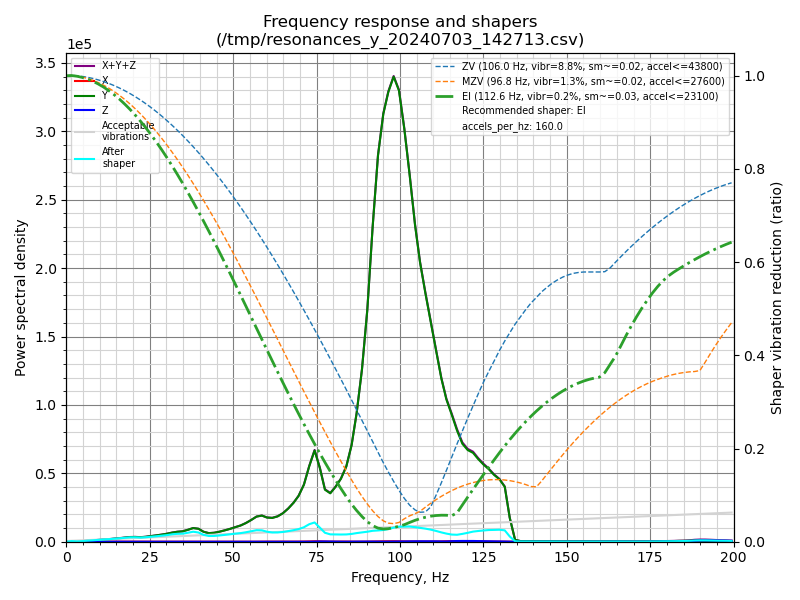 Frequency response and shapers
(/tmp/resonances_y_20240703_142713.csv)
1e5
X+Y+Z
X
Y
Z
Acceptable
vibrations
After
shaper
ZV (106.0 Hz, vibr=8.8%, sm~=0.02, accel<=43800)
MZV (96.8 Hz, vibr=1.3%, sm~=0.02, accel<=27600)
EI (112.6 Hz, vibr=0.2%, sm~=0.03, accel<=23100)
Recommended shaper: EI
accels_per_hz: 160.0
Power spectral density
3.5
3.0
2.5
2.0
1.5
1.0
0.5
0.0
Shaper vibration reduction (ratio)
1.0
0.8
0.6
0.4
0.2
0.0
0 25 50 75 100 125 150 175 200
Frequency, Hz